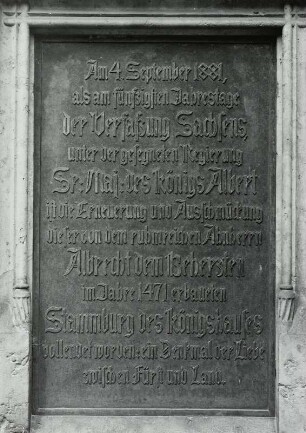 Am 4. September 1881,
als am fünfzigsten Jahrestage
der Verfaßung Sachsens,
unter der gesegneten Regierung
Sr: Maj: des Königs Albert
ist die Erneuerung und Ausschmückung
dieser von dem ruhmreichen Ahnherrn
Albrecht dem Beherzten
im Jahre 1471 erbauten
Stammburg des Königshauses
vollendet worden: ein Denkmal der Liebe
zwischen Fürst und Land.